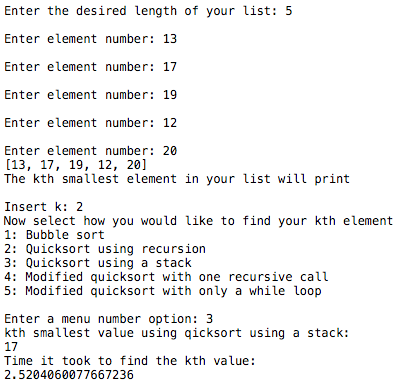 Enter the desired length of your list: 5
Enter element number: 13
Enter element number: 17
Enter element number: 19
Enter element number: 12
Enter element number: 20
[13, 17, 19, 12, 20]
The kth smallest element in your list will print
Insert k: 2
Now select how you would like to find your kth element
1: Bubble sort
2: Quicksort using recursion
3: Quicksort using a stack
4: Modified quicksort with one recursive call
5: Modified quicksort with only a while loop
Enter a menu number option: 3
kth smallest value using qicksort using a stack:
17
Time it took to find the kth value:
2.5204060077667236